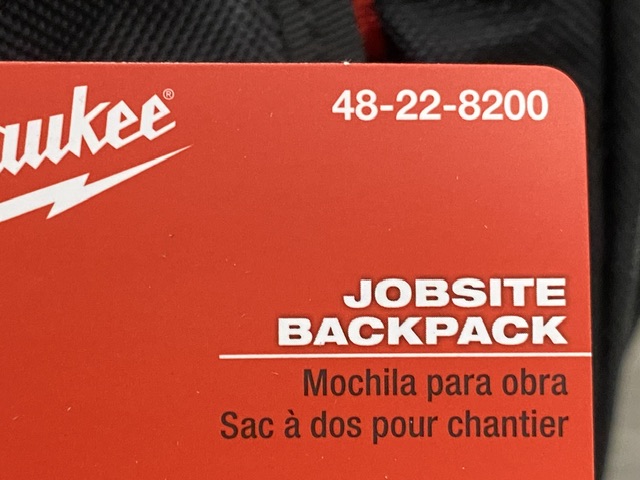 aukee®
48-22-8200
JOBSITE
BACKPACK
Mochila para obra
Sac à dos pour chantier